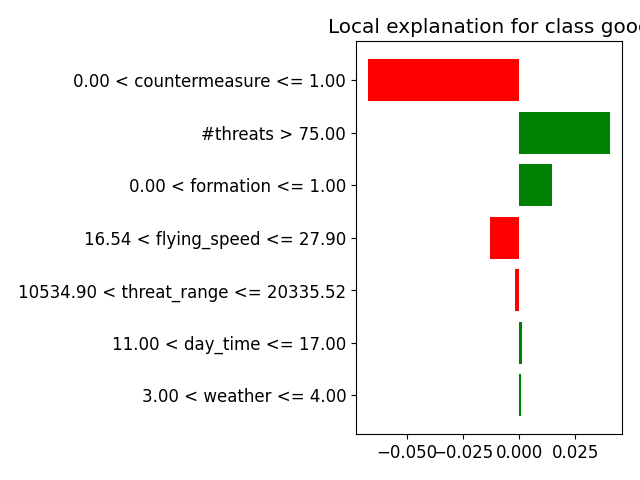 Local explanation for class goo
0.00 < countermeasure <= 1.00
#threats > 75.00
0.00 < formation <= 1.00
16.54 < flying_speed <= 27.90
10534.90 < threat_range <= 20335.52
11.00 < day_time <= 17.00
3.00 < weather <= 4.00
−0.050 −0.025 0.000 0.025